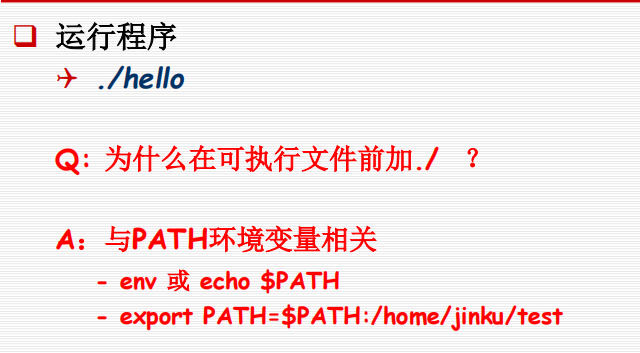 运行程序
./hello
Q: 为什么在可执行文件前加./ ？
A：与PATH环境变量相关
- env 或 echo $PATH
- export PATH=$PATH:/home/jinku/test